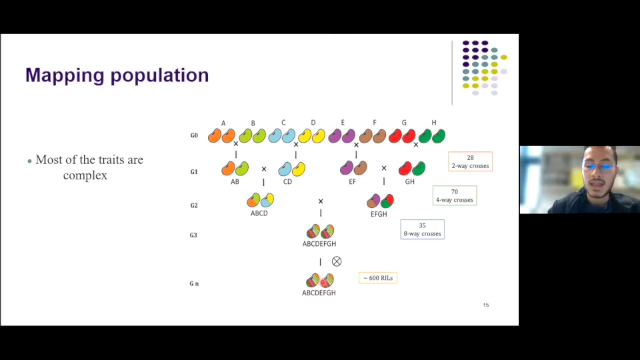 Mapping population
• Most of the traits are
complex
A B C D E F G H
G0
G1
AB CD EF GH
28
2-way crosses
G2
ABCD EFGH
70
4-way crosses
G3
ABCDEFGH
35
8-way crosses
G n
ABCDEFGH
~ 600 RILs
15